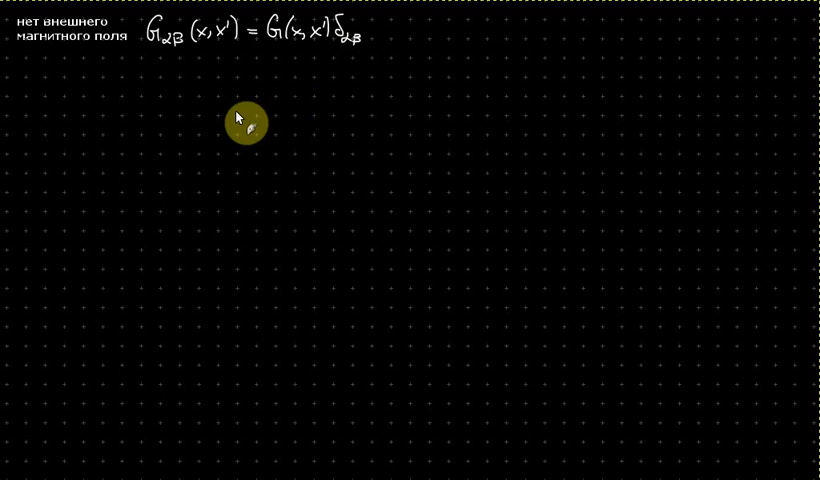 нет внешнего
магнитного поля
G_{αβ}(x,x') = G(x,x')δ_{αβ}